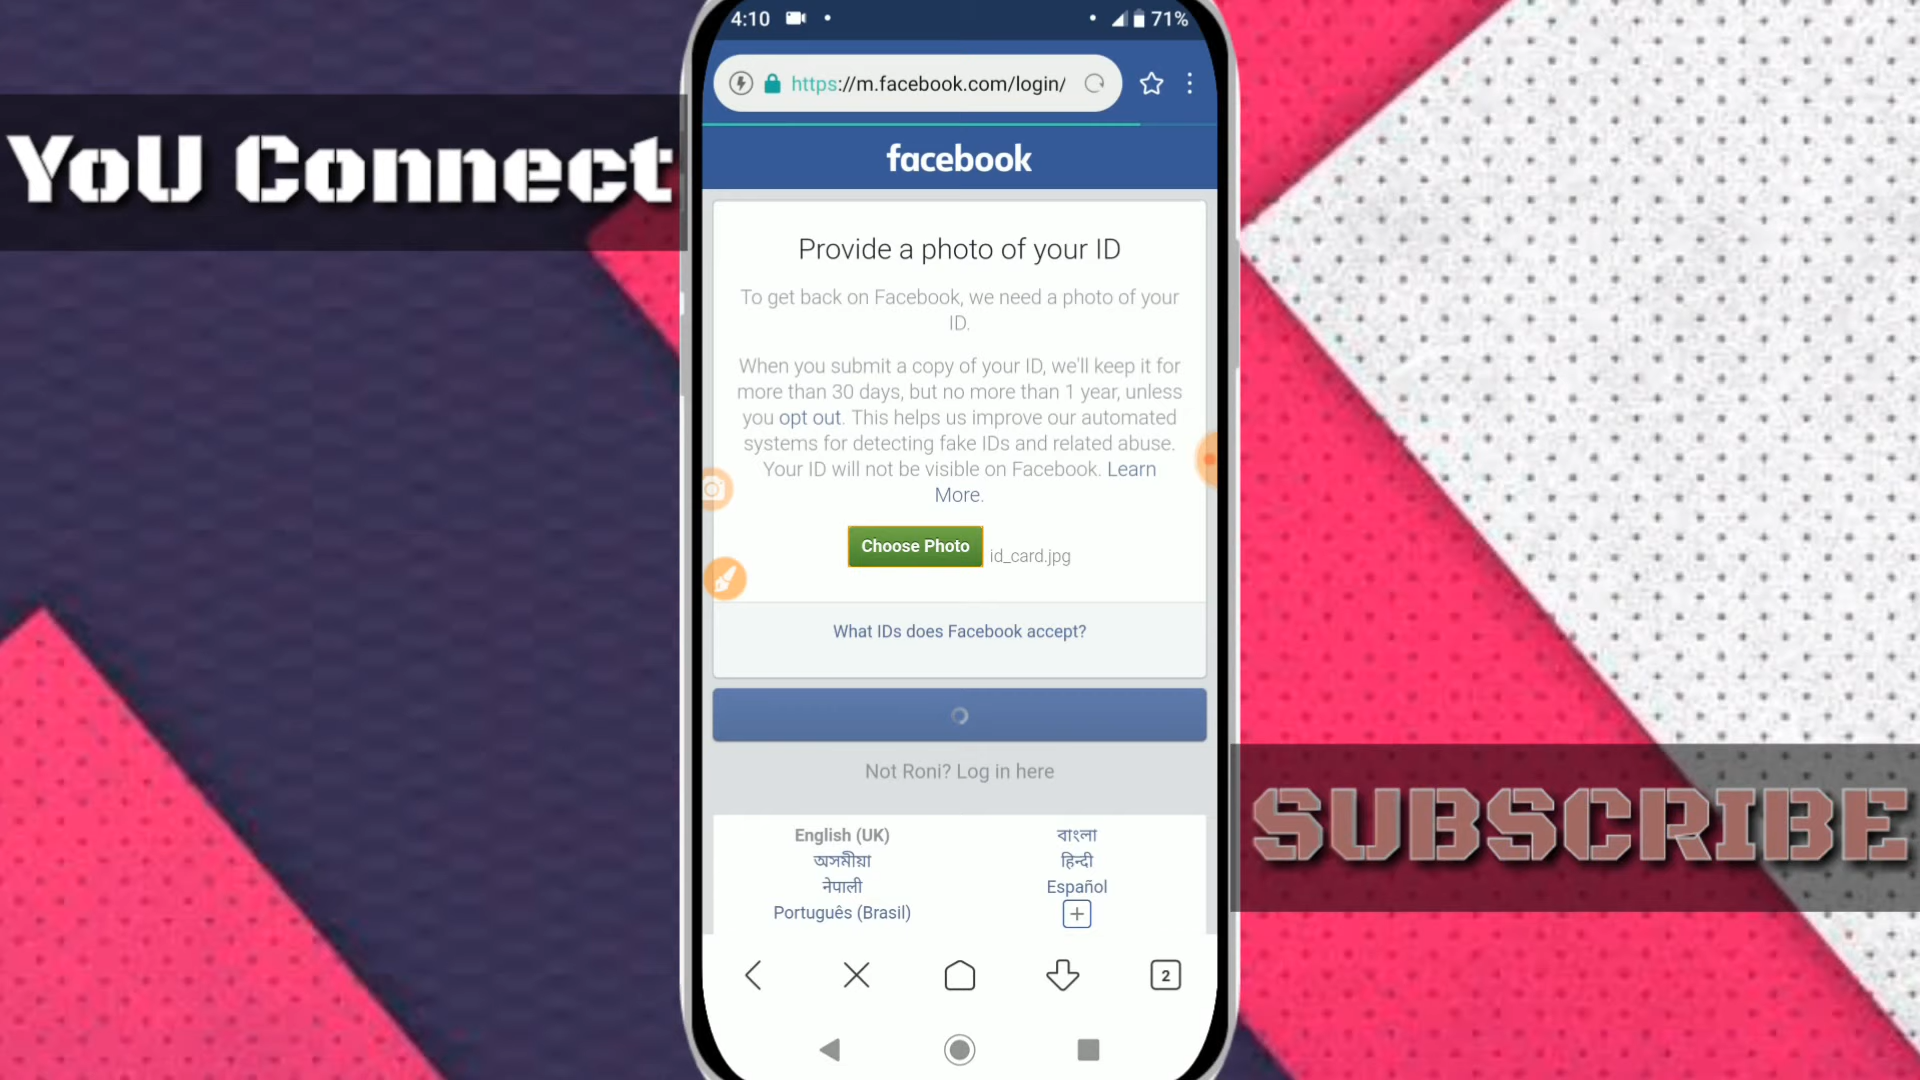 YoU Connect
4:10
71%
https://m.facebook.com/login/
facebook
Provide a photo of your ID
To get back on Facebook, we need a photo of your
ID.
When you submit a copy of your ID, we'll keep it for
more than 30 days, but no more than 1 year, unless
you opt out. This helps us improve our automated
systems for detecting fake IDs and related abuse.
Your ID will not be visible on Facebook. Learn
More.
Choose Photo id_card.jpg
What IDs does Facebook accept?
Not Roni? Log in here
English (UK) বাংলা
অসমীয়া हिन्दी
नेपाली Español
Português (Brasil)
2
SUBSCRIBE